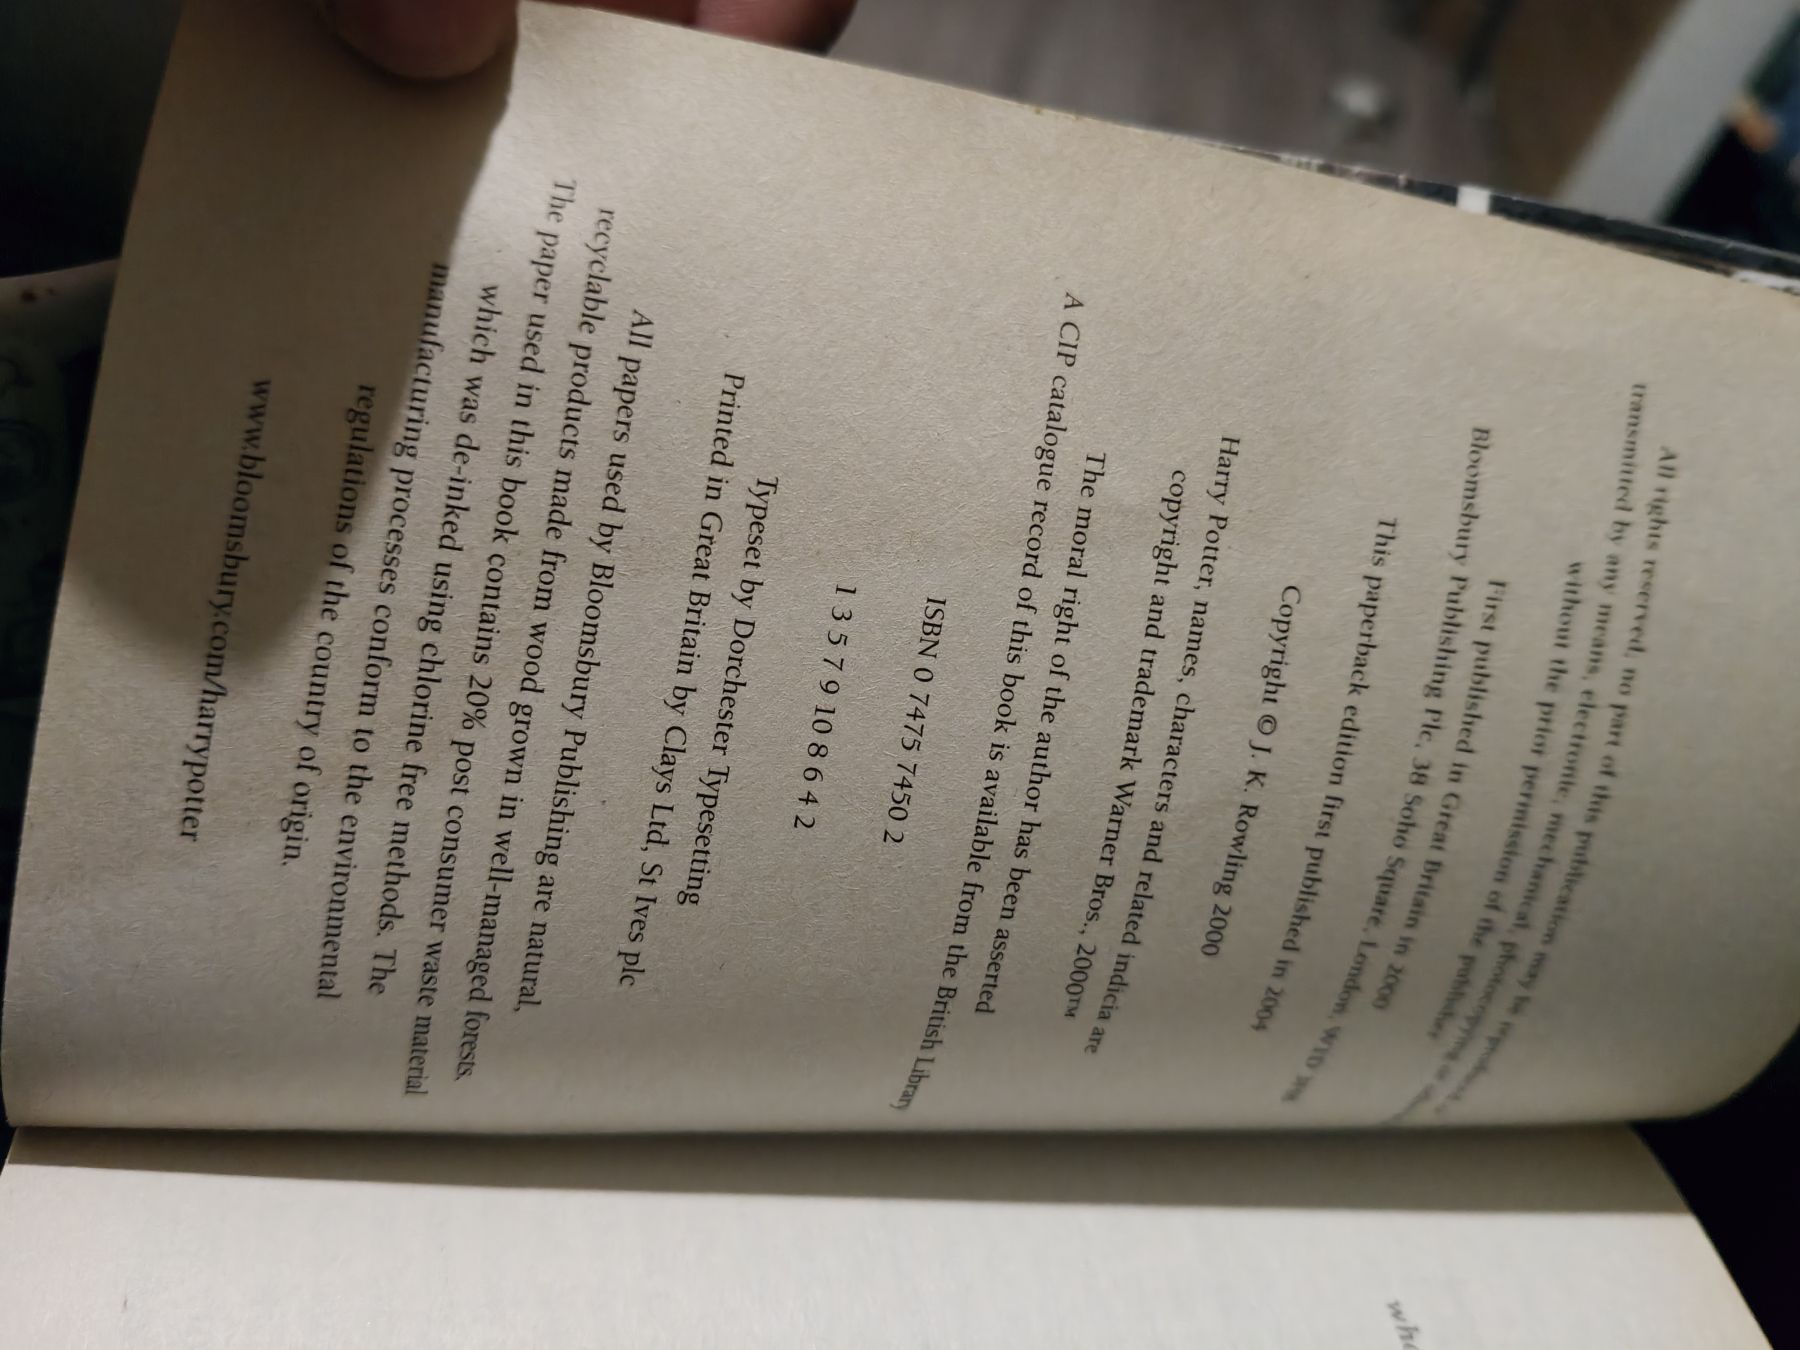 All rights reserved, no part of this publication may be
transmitted by any means, electronic, mechanical,
without the prior permission of the publisher
First published in Great Britain in 2000
Bloomsbury Publishing Plc, 38 Soho Square, London, W1D
This paperback edition first published in 2004
Copyright © J. K. Rowling 2000
Harry Potter, names, characters and related indicia are
copyright and trademark Warner Bros., 2000™
The moral right of the author has been asserted
A CIP catalogue record of this book is available from the British Library
ISBN 0 7475 7450 2
1 3 5 7 9 10 8 6 4 2
Typeset by Dorchester Typesetting
Printed in Great Britain by Clays Ltd, St Ives plc
All papers used by Bloomsbury Publishing are natural,
recyclable products made from wood grown in well-managed forests.
The paper used in this book contains 20% post consumer waste material
which was de-inked using chlorine free methods. The
manufacturing processes conform to the environmental
regulations of the country of origin.
www.bloomsbury.com/harrypotter